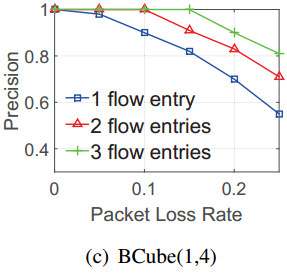 1
0.8
0.6
0.4
Precision
1 flow entry
2 flow entries
3 flow entries
0 0.1 0.2
Packet Loss Rate
(c) BCube(1,4)